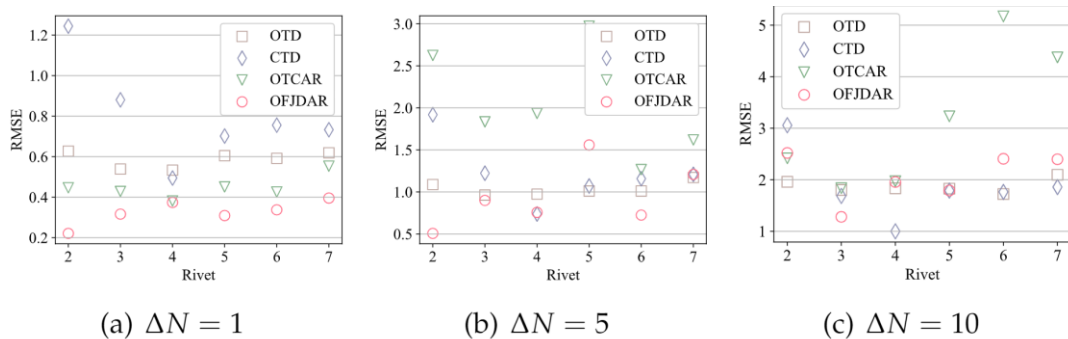 1.2
1.0
0.8
0.6
0.4
0.2
RMSE
OTD
CTD
OTCAR
OFJDAR
2 3 4 5 6 7
Rivet
(a) ΔN = 1
3.0
2.5
2.0
1.5
1.0
0.5
RMSE
OTD
CTD
OTCAR
OFJDAR
2 3 4 5 6 7
Rivet
(b) ΔN = 5
5
4
3
2
1
RMSE
OTD
CTD
OTCAR
OFJDAR
2 3 4 5 6 7
Rivet
(c) ΔN = 10